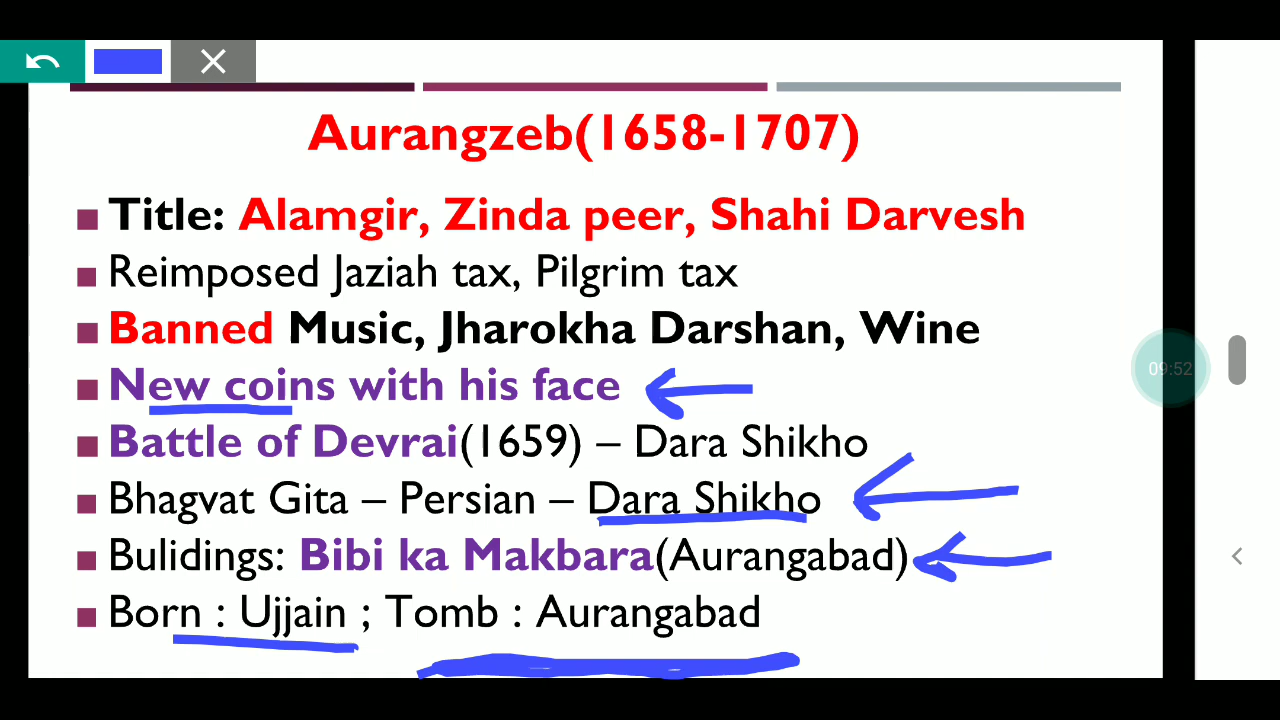 Aurangzeb(1658-1707)
Title: Alamgir, Zinda peer, Shahi Darvesh
Reimposed Jaziah tax, Pilgrim tax
Banned Music, Jharokha Darshan, Wine
New coins with his face
Battle of Devrai(1659) – Dara Shikho
Bhagvat Gita – Persian – Dara Shikho
Bulidings: Bibi ka Makbara(Aurangabad)
Born : Ujjain ; Tomb : Aurangabad
09:52